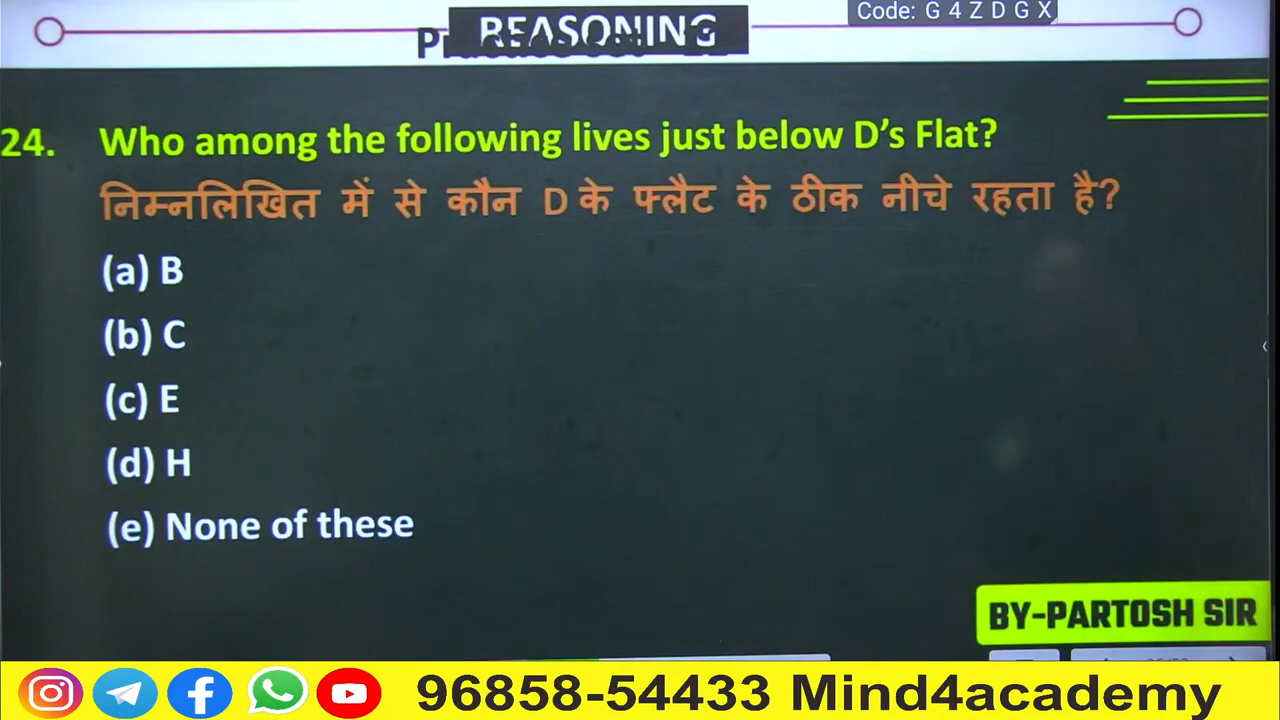 Code: G 4 Z D G X
REASONING
24. Who among the following lives just below D's Flat?
निम्नलिखित में से कौन D के फ्लैट के ठीक नीचे रहता है?
(a) B
(b) C
(c) E
(d) H
(e) None of these
BY-PARTOSH SIR
96858-54433 Mind4academy